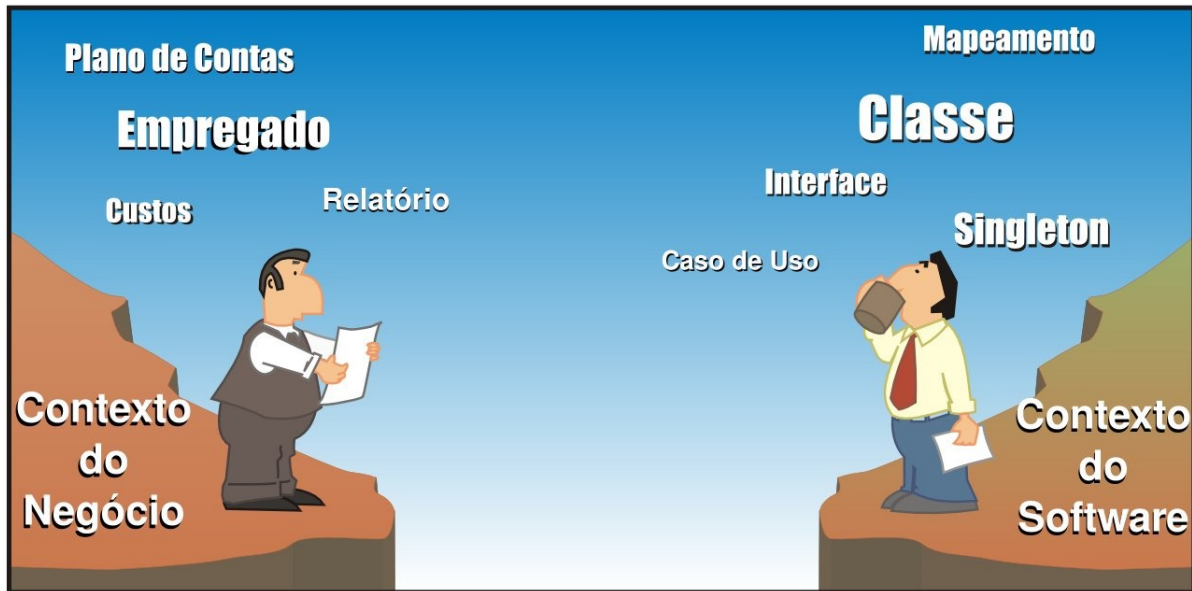 Plano de Contas
Empregado
Custos
Relatório
Contexto
do
Negócio
Mapeamento
Classe
Interface
Singleton
Caso de Uso
Contexto
do
Software